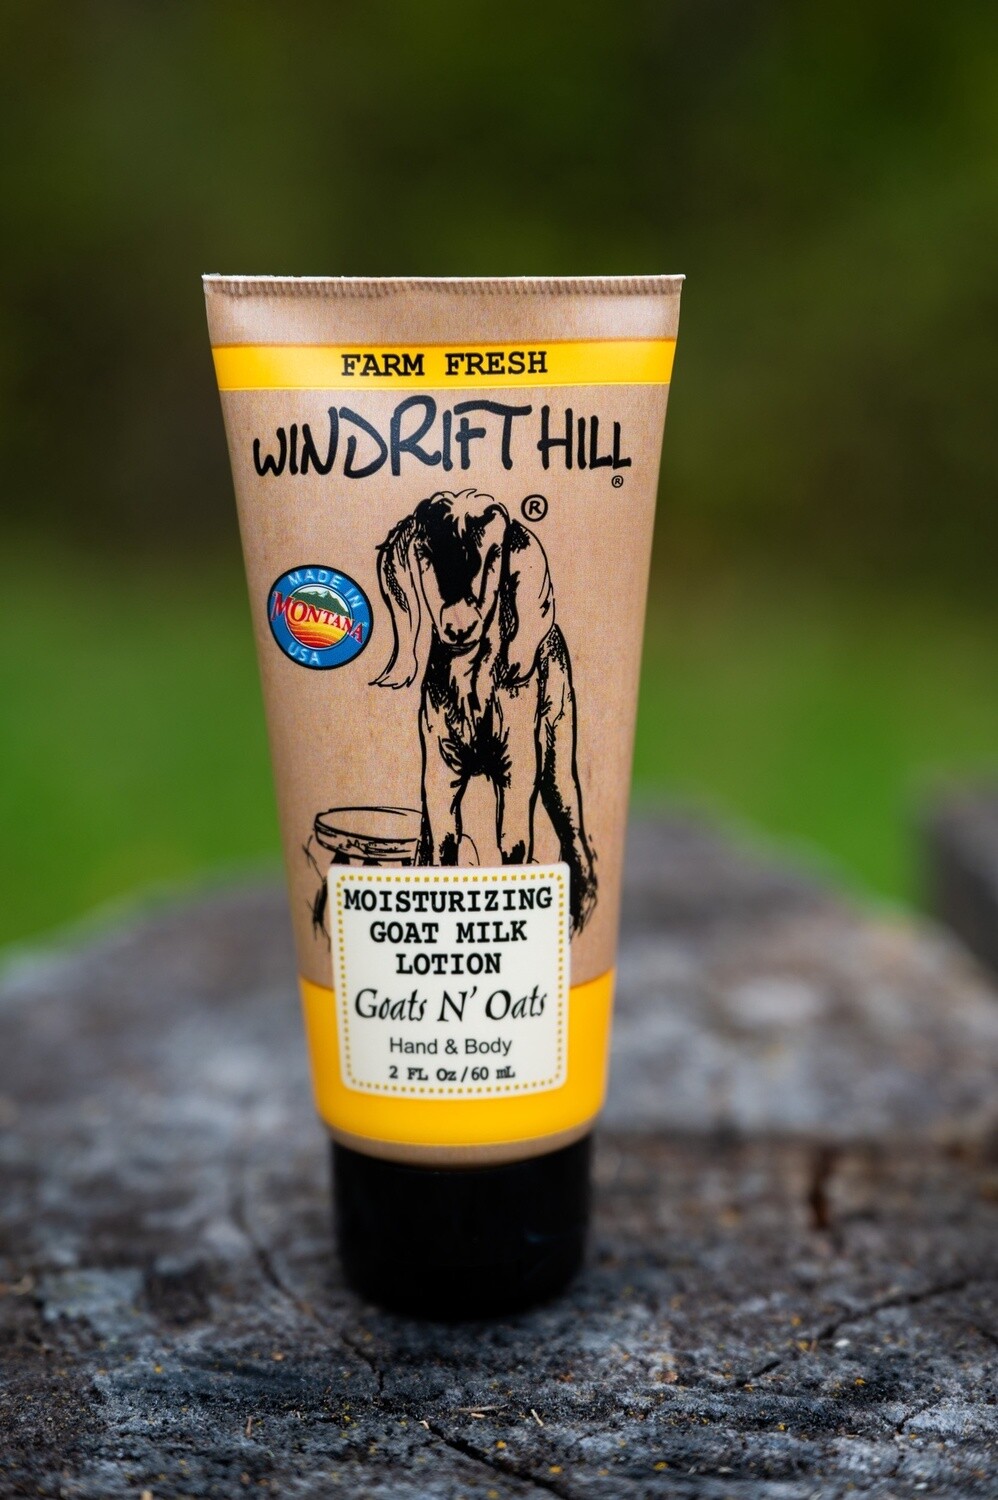 FARM FRESH
WINDRIFT HILL
®
®
MADE IN
MONTANA
USA
MOISTURIZING
GOAT MILK
LOTION
Goats N' Oats
Hand & Body
2 FL Oz/60 mL